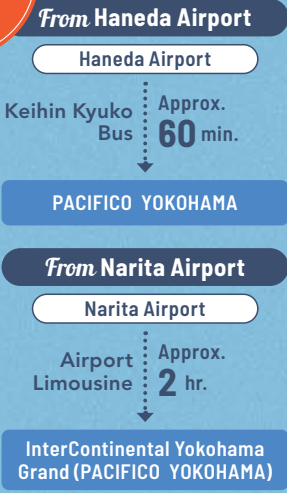 From Haneda Airport
Haneda Airport
Keihin Kyuko
Bus
Approx.
60 min.
PACIFICO YOKOHAMA
From Narita Airport
Narita Airport
Airport
Limousine
Approx.
2 hr.
InterContinental Yokohama
Grand (PACIFICO YOKOHAMA)